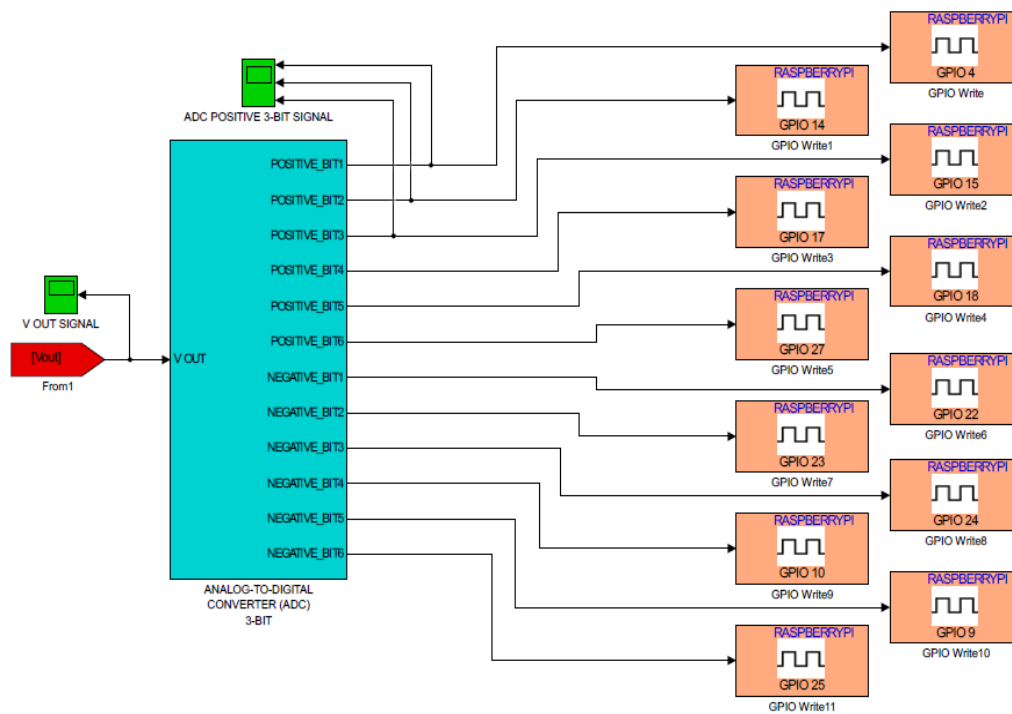 RASPBERRYPI
GPIO 4
GPIO Write
ADC POSITIVE 3-BIT SIGNAL
RASPBERRYPI
GPIO 14
GPIO Write1
RASPBERRYPI
GPIO 15
GPIO Write2
RASPBERRYPI
GPIO 17
GPIO Write3
RASPBERRYPI
GPIO 18
GPIO Write4
RASPBERRYPI
GPIO 27
GPIO Write5
RASPBERRYPI
GPIO 22
GPIO Write6
RASPBERRYPI
GPIO 23
GPIO Write7
RASPBERRYPI
GPIO 24
GPIO Write8
RASPBERRYPI
GPIO 10
GPIO Write9
RASPBERRYPI
GPIO 9
GPIO Write10
RASPBERRYPI
GPIO 25
GPIO Write11
V OUT SIGNAL
[Vout]
From1
V OUT
POSITIVE_BIT1
POSITIVE_BIT2
POSITIVE_BIT3
POSITIVE_BIT4
POSITIVE_BIT5
POSITIVE_BIT6
NEGATIVE_BIT1
NEGATIVE_BIT2
NEGATIVE_BIT3
NEGATIVE_BIT4
NEGATIVE_BIT5
NEGATIVE_BIT6
ANALOG-TO-DIGITAL
CONVERTER (ADC)
3-BIT